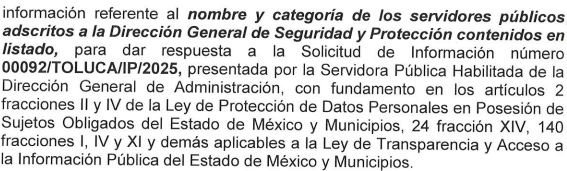 información referente al nombre y categoría de los servidores públicos
adscritos a la Dirección General de Seguridad y Protección contenidos en
listado, para dar respuesta a la Solicitud de Información número
00092/TOLUCA/IP/2025, presentada por la Servidora Pública Habilitada de la
Dirección General de Administración, con fundamento en los artículos 2
fracciones II y IV de la Ley de Protección de Datos Personales en Posesión de
Sujetos Obligados del Estado de México y Municipios, 24 fracción XIV, 140
fracciones I, IV y XI y demás aplicables a la Ley de Transparencia y Acceso a
la Información Pública del Estado de México y Municipios.